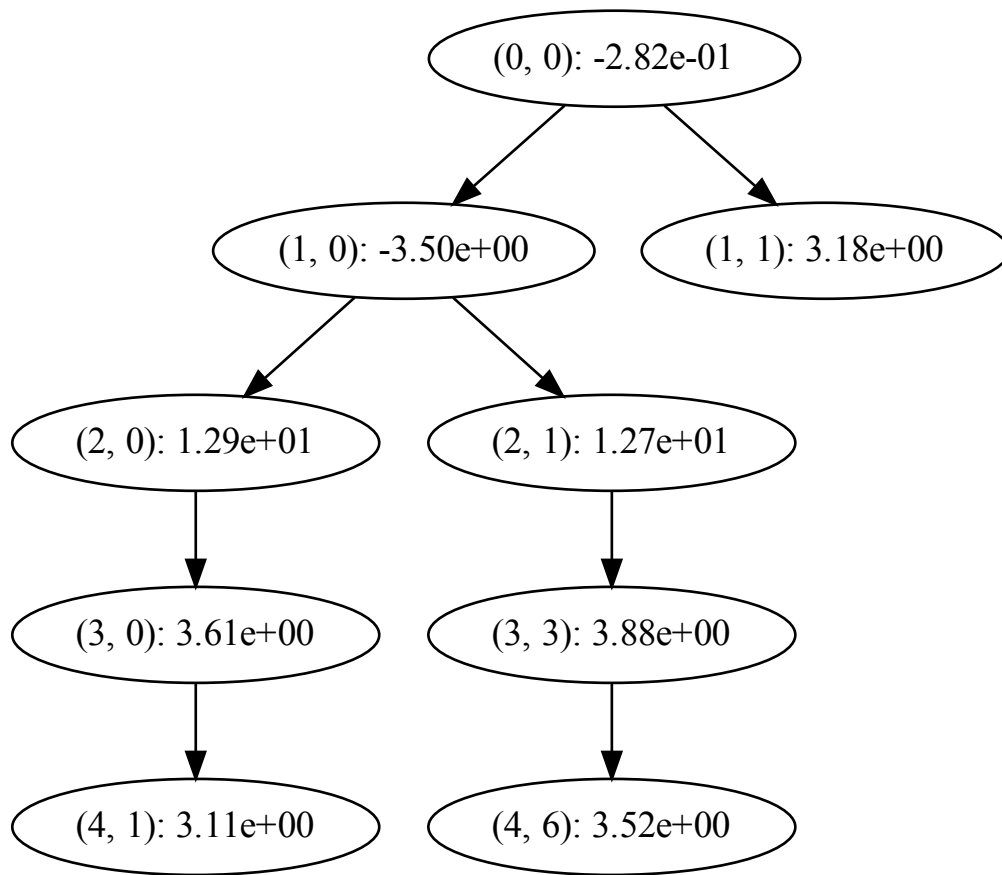 (0, 0): -2.82e-01
(1, 0): -3.50e+00
(1, 1): 3.18e+00
(2, 0): 1.29e+01
(2, 1): 1.27e+01
(3, 0): 3.61e+00
(3, 3): 3.88e+00
(4, 1): 3.11e+00
(4, 6): 3.52e+00